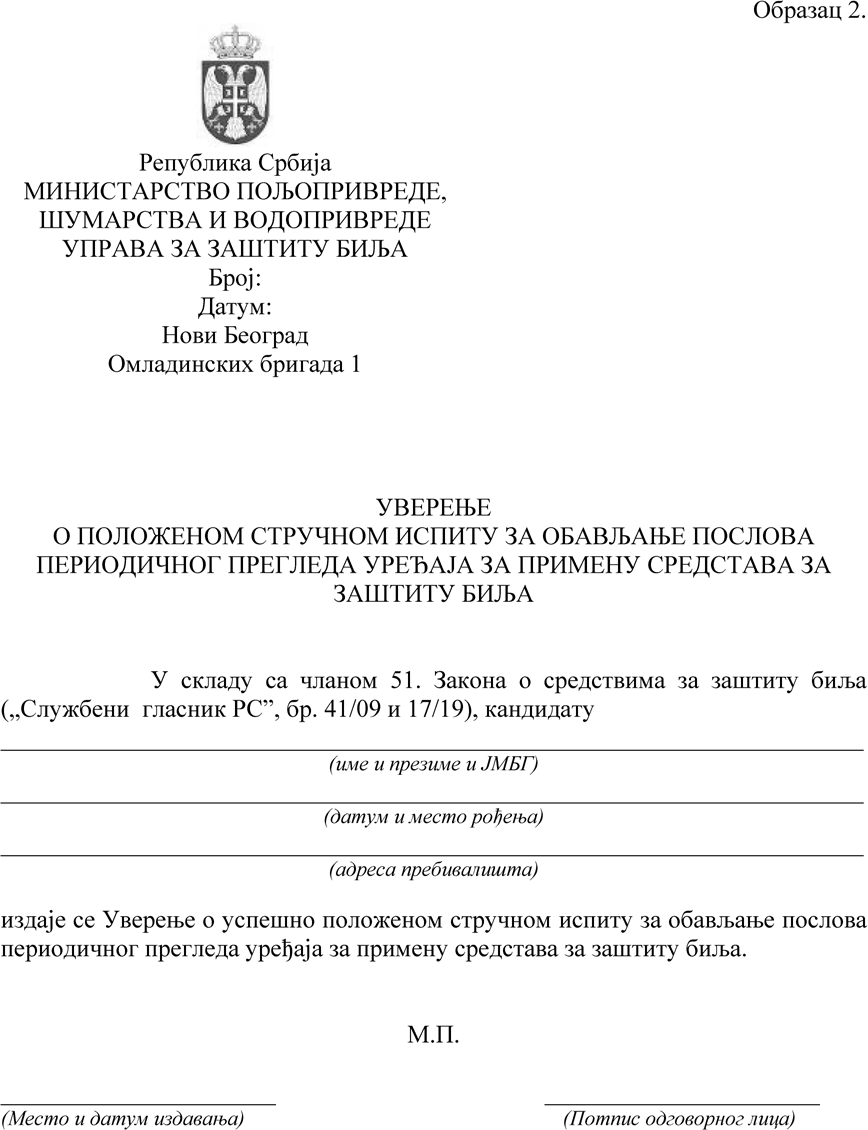 Образац 2.
Република Србија
МИНИСТАРСТВО ПОЉОПРИВРЕДЕ,
ШУМАРСТВА И ВОДОПРИВРЕДЕ
УПРАВА ЗА ЗАШТИТУ БИЉА
Број:
Датум:
Нови Београд
Омладинских бригада 1
УВЕРЕЊЕ
О ПОЛОЖЕНОМ СТРУЧНОМ ИСПИТУ ЗА ОБАВЉАЊЕ ПОСЛОВА
ПЕРИОДИЧНОГ ПРЕГЛЕДА УРЕЂАЈА ЗА ПРИМЕНУ СРЕДСТАВА ЗА
ЗАШТИТУ БИЉА
У складу са чланом 51. Закона о средствима за заштиту биља
(„Службени гласник РС”, бр. 41/09 и 17/19), кандидату
(име и презиме и ЈМБГ)
(датум и место рођења)
(адреса пребивалишта)
издаје се Уверење о успешно положеном стручном испиту за обављање послова
периодичног прегледа уређаја за примену средстава за заштиту биља.
М.П.
(Место и датум издавања) (Потпис одговорног лица)